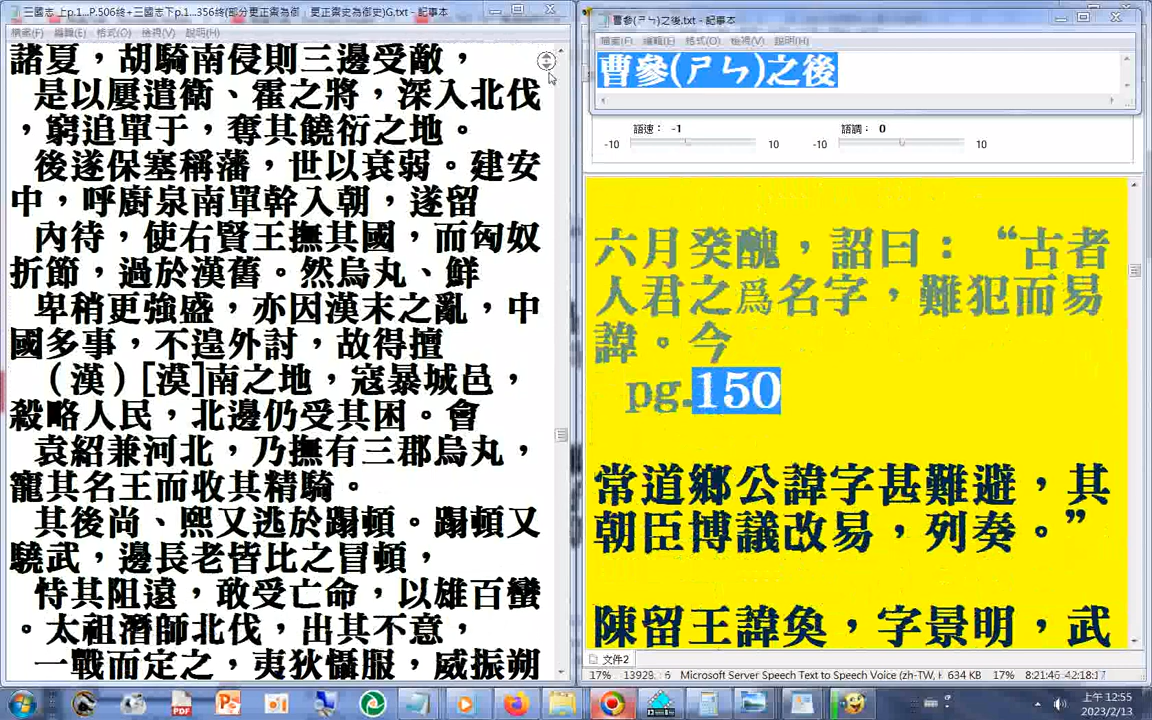 三國志 上p.1...P.506終+三國志下p.1...356終(部分更正齊為御﹔更正齊史為御史)G.txt - 記事本
檔案(F) 編輯(E) 格式(O) 檢視(V) 說明(H)
諸夏，胡騎南侵則三邊受敵，
是以屢遣衛、霍之將，深入北伐
，窮追單于，奪其饒衍之地。
後遂保塞稱藩，世以衰弱。建安
中，呼廚泉南單幹入朝，遂留
內待，使右賢王撫其國，而匈奴
折節，過於漢舊。然烏丸、鮮
卑稍更強盛，亦因漢末之亂，中
國多事，不遑外討，故得擅
（漢）[漠]南之地，寇暴城邑，
殺略人民，北邊仍受其困。會
袁紹兼河北，乃撫有三郡烏丸，
寵其名王而收其精騎。
其後尚、熙又逃於蹋頓。蹋頓又
驍武，邊長老皆比之冒頓，
恃其阻遠，敢受亡命，以雄百蠻
。太祖潛師北伐，出其不意，
一戰而定之，夷狄懾服，威振朔
曹參(ㄕㄣ)之後.txt - 記事本
檔案(F) 編輯(E) 格式(O) 檢視(V) 說明(H)
曹參(ㄕㄣ)之後
語速： -1 語調： 0
-10 10 -10 10
六月癸醜，詔曰：“古者
人君之爲名字，難犯而易
諱。今
pg.150
常道鄉公諱字甚難避，其
朝臣博議改易，列奏。”
陳留王諱奐，字景明，武
文件2
17% 13929. 6 Microsoft Server Speech Text to Speech Voice (zh-TW, H 634 KB 17% 8:21:46
上午 12:55
2023/2/13